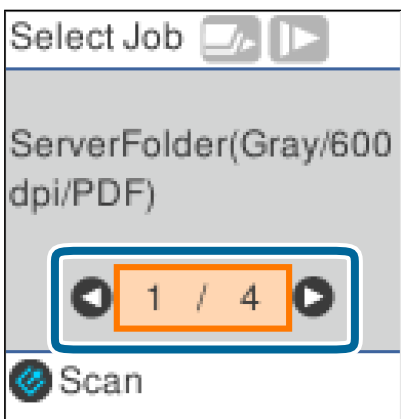 Select Job
ServerFolder(Gray/600
dpi/PDF)
1 / 4
Scan